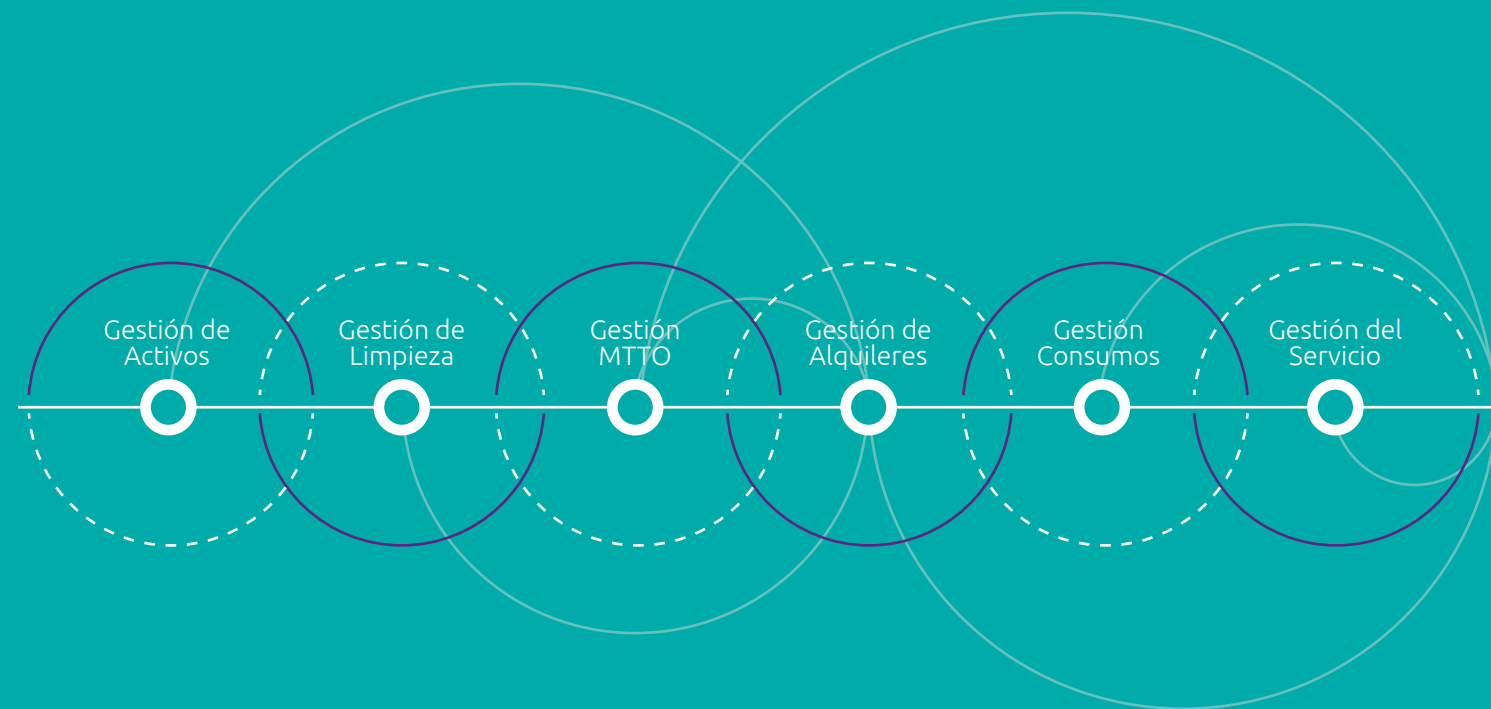 Gestión de
Activos
Gestión de
Limpieza
Gestión
MTTO
Gestión de
Alquileres
Gestión
Consumos
Gestión del
Servicio